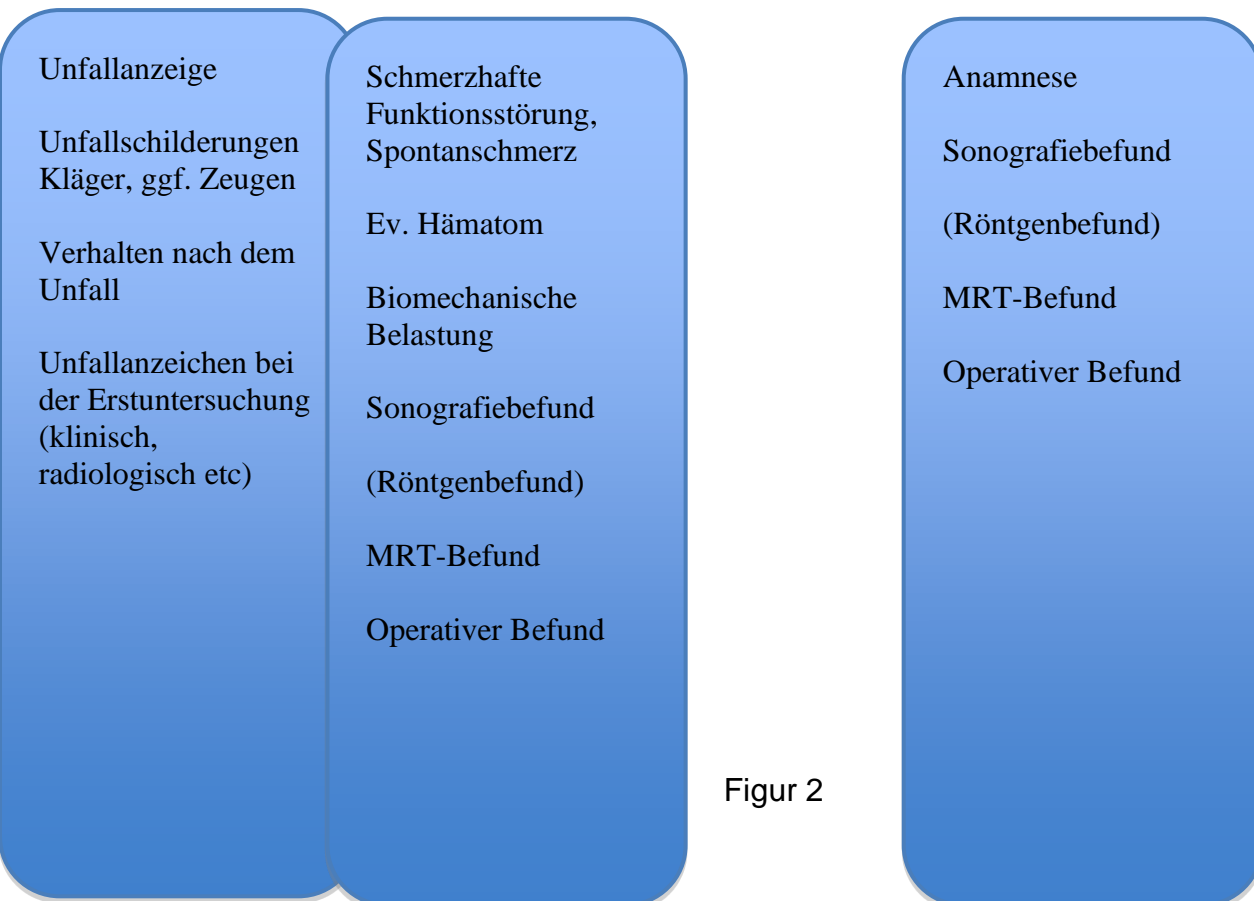 Unfallanzeige
Unfallschilderungen
Kläger, ggf. Zeugen
Verhalten nach dem
Unfall
Unfallanzeichen bei
der Erstuntersuchung
(klinisch,
radiologisch etc)
Schmerzhafte
Funktionsstörung,
Spontanschmerz
Ev. Hämatom
Biomechanische
Belastung
Sonografiebefund
(Röntgenbefund)
MRT-Befund
Operativer Befund
Figur 2
Anamnese
Sonografiebefund
(Röntgenbefund)
MRT-Befund
Operativer Befund